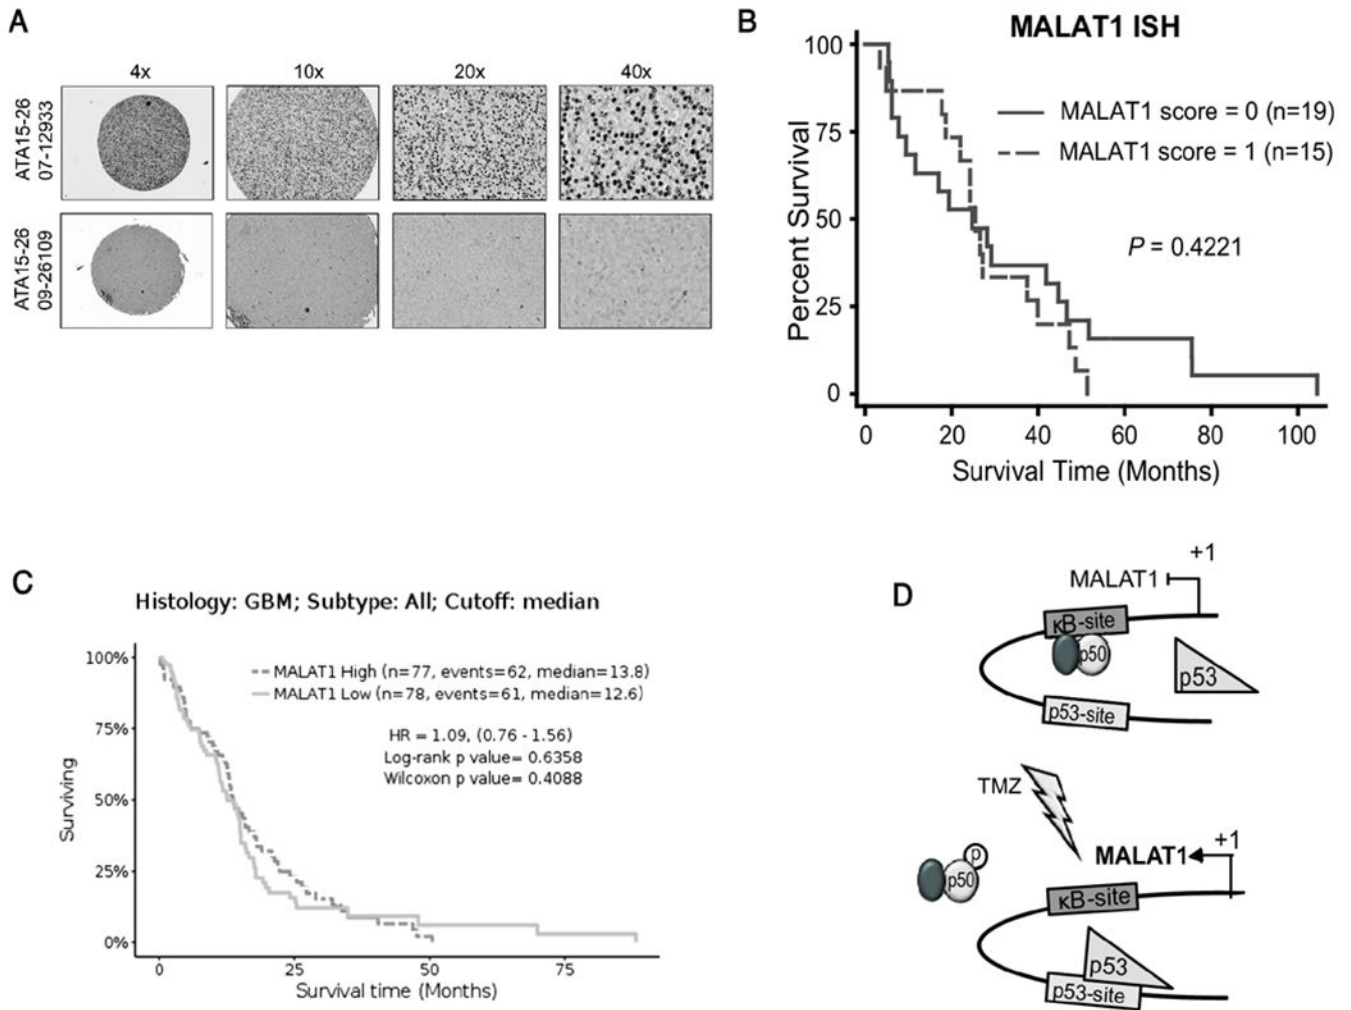 A
4x
10x
20x
40x
ATA15-26
07-12933
ATA15-26
09-26109
B
MALAT1 ISH
MALAT1 score = 0 (n=19)
MALAT1 score = 1 (n=15)
P = 0.4221
Percent Survival
100
75
50
25
0
0
20
40
60
80
100
Survival Time (Months)
C
Histology: GBM; Subtype: All; Cutoff: median
MALAT1 High (n=77, events=62, median=13.8)
MALAT1 Low (n=78, events=61, median=12.6)
HR = 1.09, (0.76 - 1.56)
Log-rank p value= 0.6358
Wilcoxon p value= 0.4088
Surviving
100%
75%
50%
25%
0%
0
25
50
75
Survival time (Months)
D
+1
MALAT1
κB-site
p50
p53
p53-site
TMZ
+1
MALAT1
p
p50
κB-site
p53
p53-site